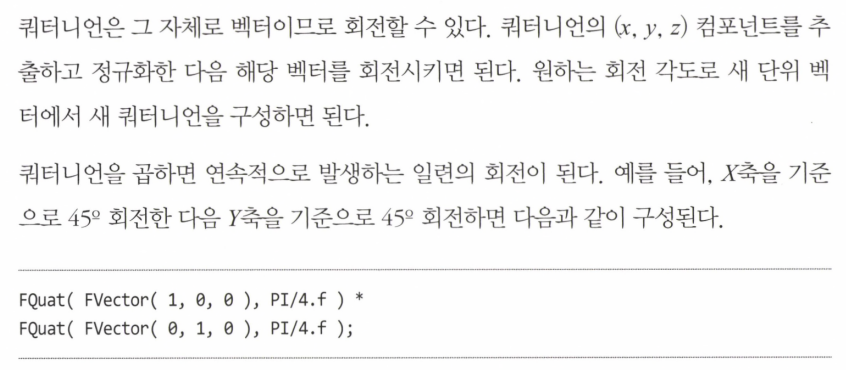 쿼터니언은 그 자체로 벡터이므로 회전할 수 있다. 쿼터니언의 (x, y, z) 컴포넌트를 추
출하고 정규화한 다음 해당 벡터를 회전시키면 된다. 원하는 회전 각도로 새 단위 벡
터에서 새 쿼터니언을 구성하면 된다.
쿼터니언을 곱하면 연속적으로 발생하는 일련의 회전이 된다. 예를 들어, X축을 기준
으로 45º 회전한 다음 Y축을 기준으로 45º 회전하면 다음과 같이 구성된다.
FQuat( FVector( 1, 0, 0 ), PI/4.f ) *
FQuat( FVector( 0, 1, 0 ), PI/4.f );